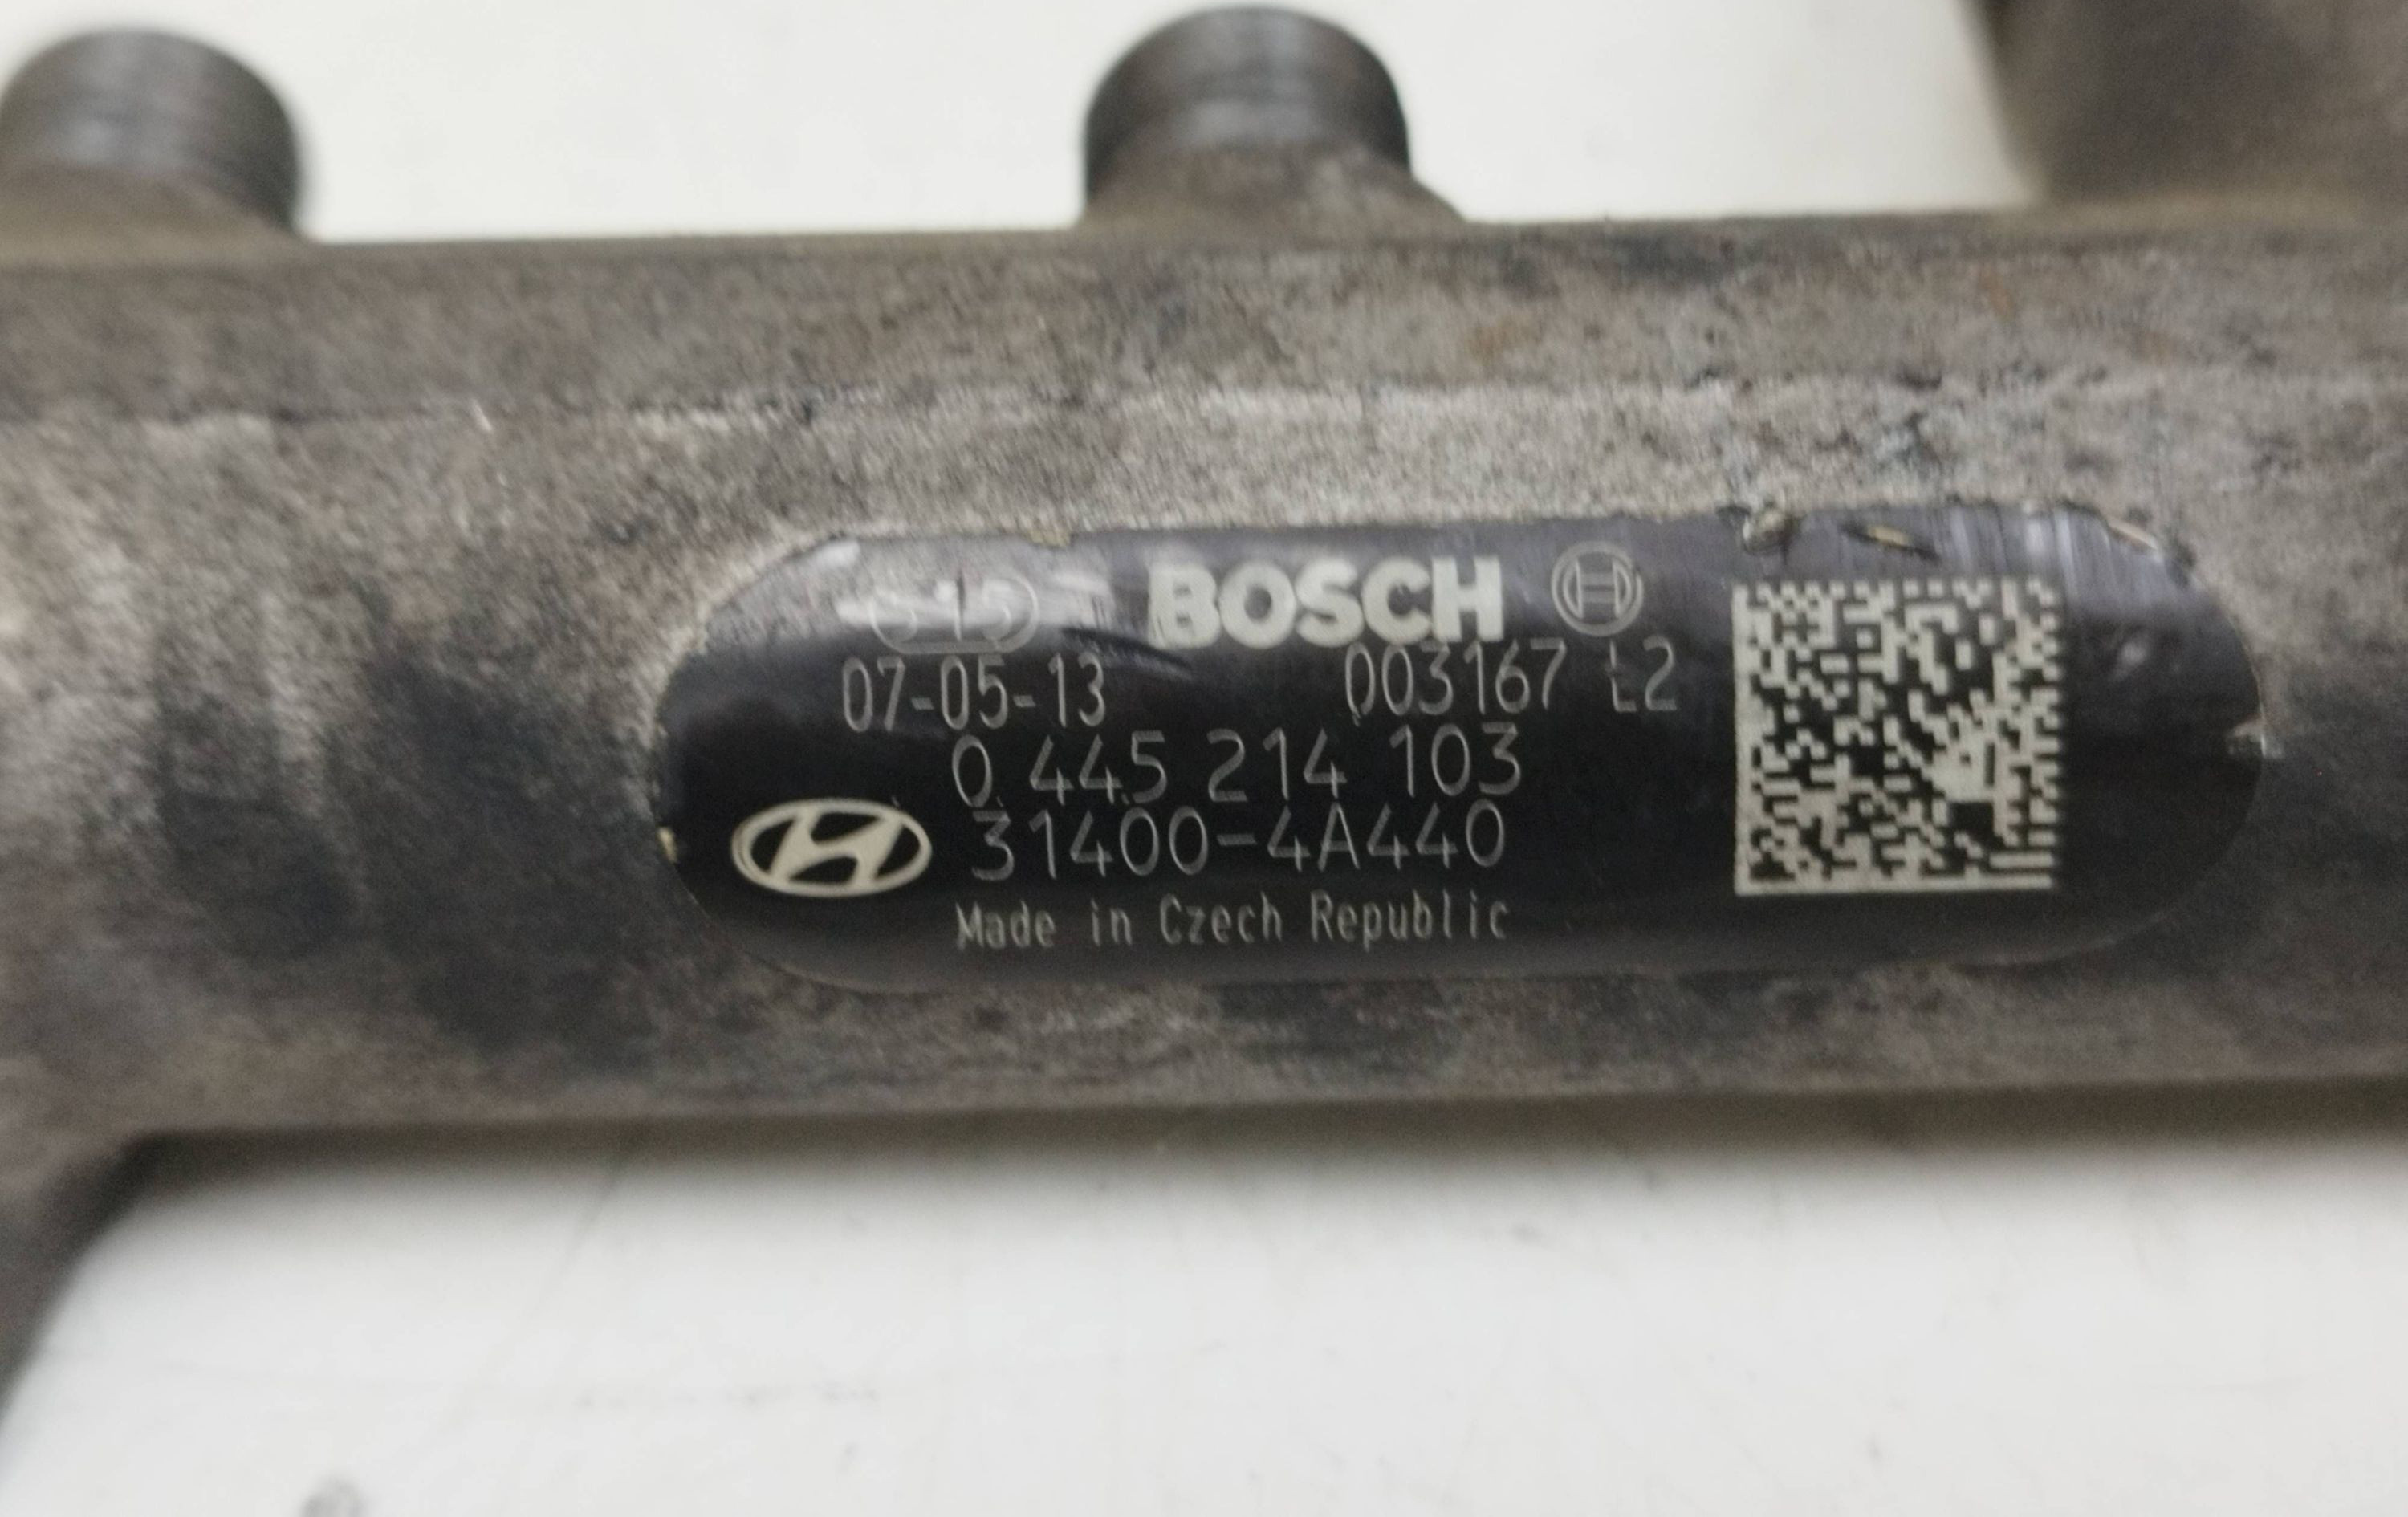 BOSCH
07-05-13 003167 L2
0 445 214 103
31400-4A440
Made in Czech Republic